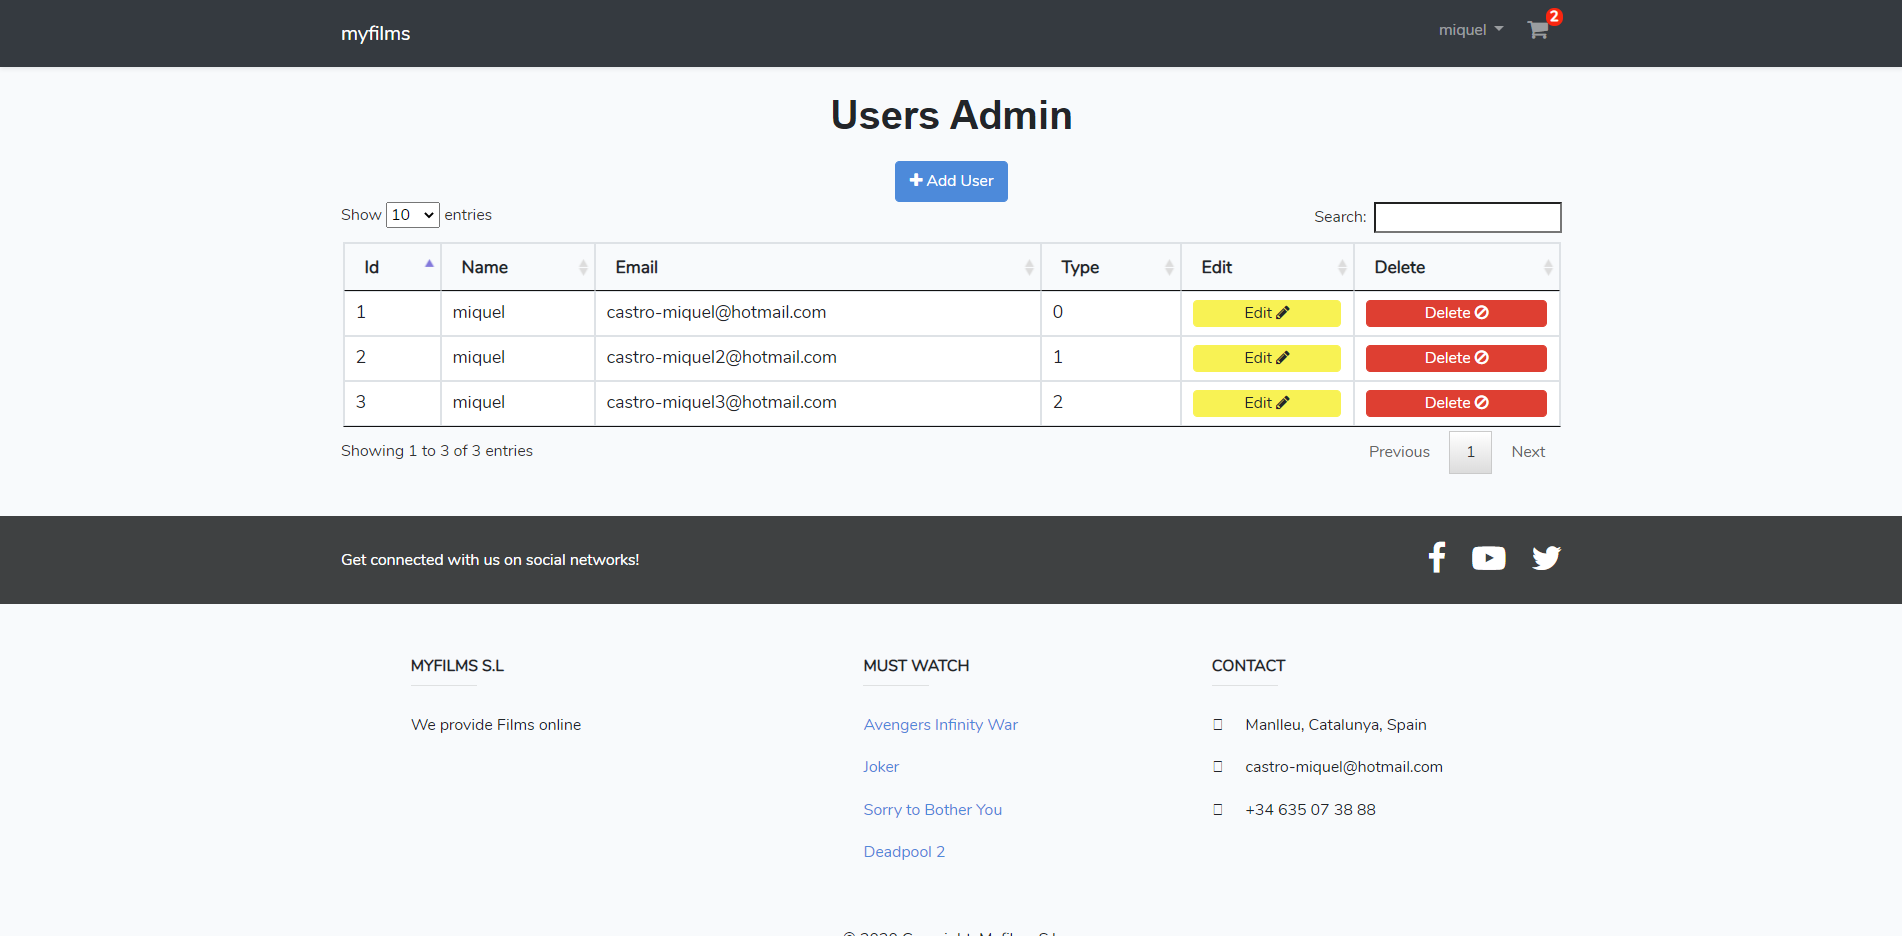 myfilms
miquel
2
Users Admin
Add User
Show 10 entries
Search:
Id Name Email Type Edit Delete
1 miquel castro-miquel@hotmail.com 0 Edit Delete
2 miquel castro-miquel2@hotmail.com 1 Edit Delete
3 miquel castro-miquel3@hotmail.com 2 Edit Delete
Showing 1 to 3 of 3 entries
Previous 1 Next
Get connected with us on social networks!
MYFILMS S.L
We provide Films online
MUST WATCH
Avengers Infinity War
Joker
Sorry to Bother You
Deadpool 2
CONTACT
Manlleu, Catalunya, Spain
castro-miquel@hotmail.com
+34 635 07 38 88